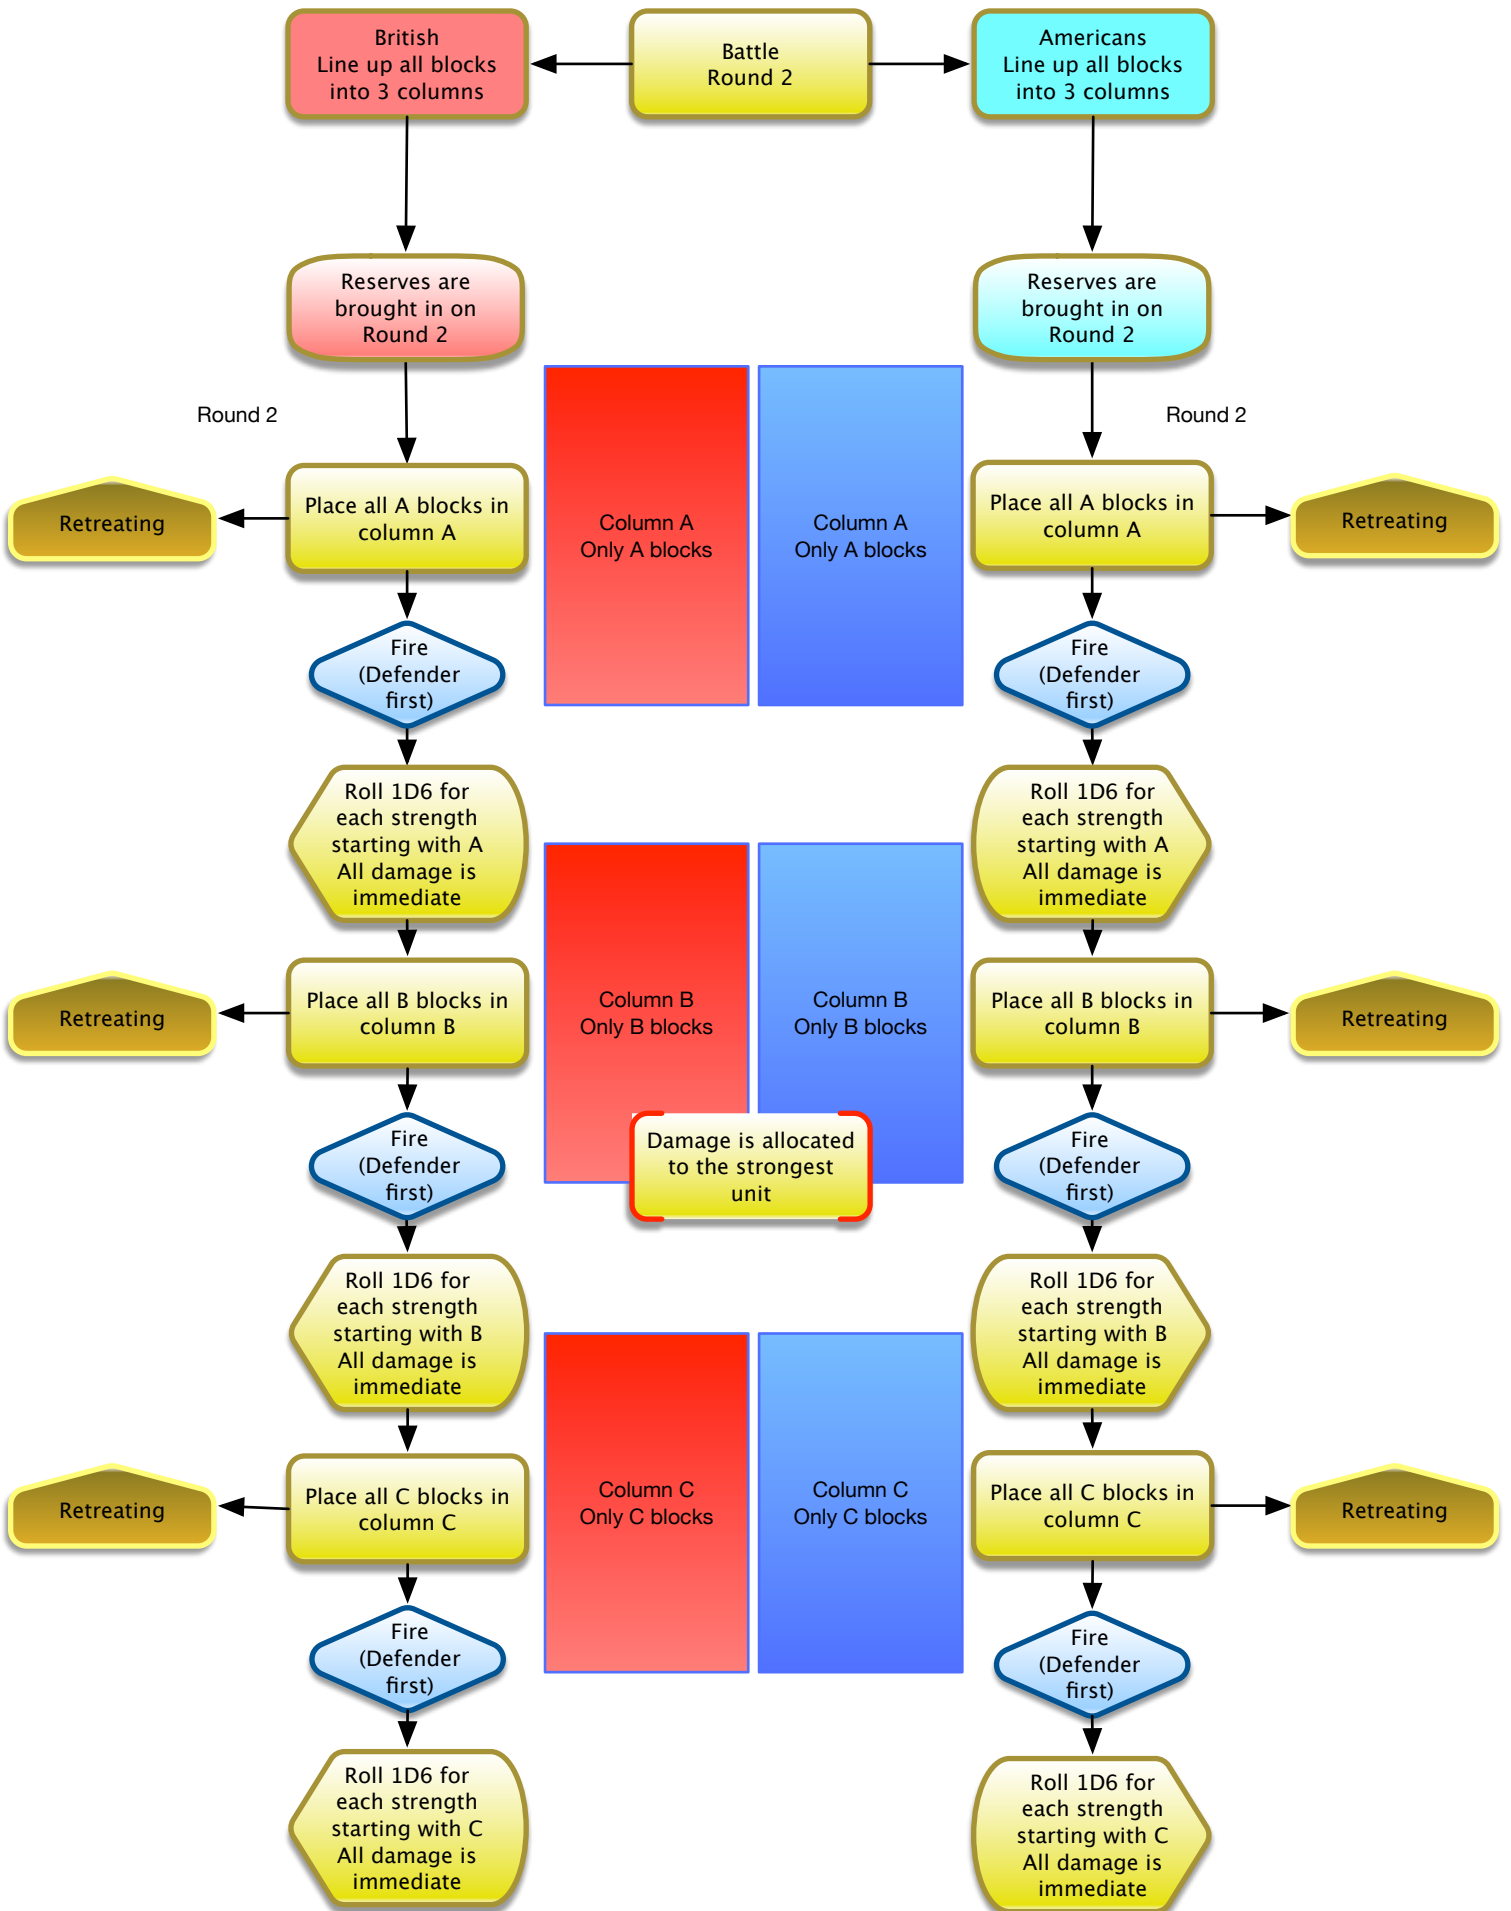 British
Line up all blocks
into 3 columns
Battle
Round 2
Americans
Line up all blocks
into 3 columns
Reserves are
brought in on
Round 2
Reserves are
brought in on
Round 2
Round 2
Round 2
Retreating
Place all A blocks in
column A
Column A
Only A blocks
Column A
Only A blocks
Place all A blocks in
column A
Retreating
Fire
(Defender
first)
Fire
(Defender
first)
Roll 1D6 for
each strength
starting with A
All damage is
immediate
Roll 1D6 for
each strength
starting with A
All damage is
immediate
Retreating
Place all B blocks in
column B
Column B
Only B blocks
Column B
Only B blocks
Place all B blocks in
column B
Retreating
Fire
(Defender
first)
Damage is allocated
to the strongest
unit
Fire
(Defender
first)
Roll 1D6 for
each strength
starting with B
All damage is
immediate
Roll 1D6 for
each strength
starting with B
All damage is
immediate
Retreating
Place all C blocks in
column C
Column C
Only C blocks
Column C
Only C blocks
Place all C blocks in
column C
Retreating
Fire
(Defender
first)
Fire
(Defender
first)
Roll 1D6 for
each strength
starting with C
All damage is
immediate
Roll 1D6 for
each strength
starting with C
All damage is
immediate